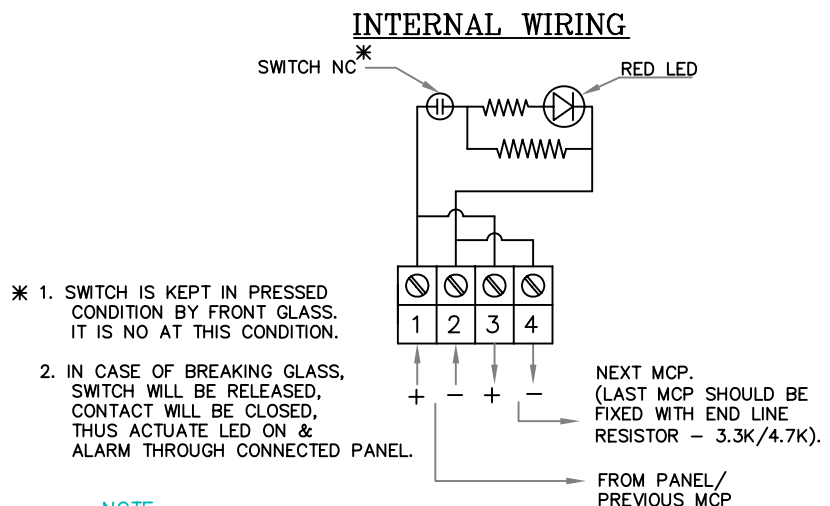 INTERNAL WIRING
SWITCH NC*
RED LED
* 1. SWITCH IS KEPT IN PRESSED
CONDITION BY FRONT GLASS.
IT IS NO AT THIS CONDITION.
2. IN CASE OF BREAKING GLASS,
SWITCH WILL BE RELEASED,
CONTACT WILL BE CLOSED,
THUS ACTUATE LED ON &
ALARM THROUGH CONNECTED PANEL.
1 2 3 4
+ − + −
NEXT MCP.
(LAST MCP SHOULD BE
FIXED WITH END LINE
RESISTOR – 3.3K/4.7K).
FROM PANEL/
PREVIOUS MCP
NOTE